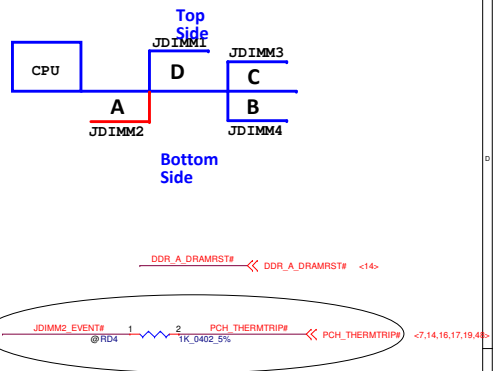 Top
Side
JDIMM1
JDIMM3
CPU
D
C
A
B
JDIMM2
JDIMM4
Bottom
Side
D
DDR_A_DRAMRST#
DDR_A_DRAMRST# <14>
JDIMM2_EVENT# 1 2 PCH_THERMTRIP#
PCH_THERMTRIP# <7,14,16,17,19,48>
@RD4 1K_0402_5%